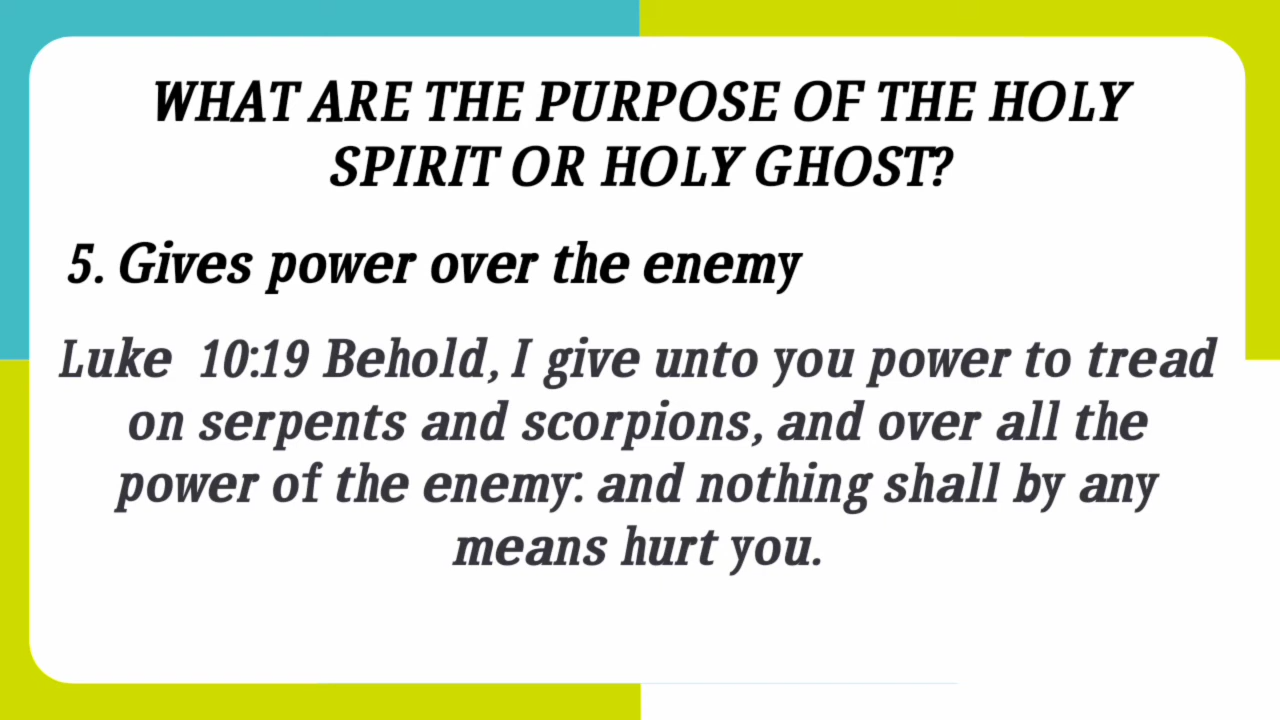 WHAT ARE THE PURPOSE OF THE HOLY
SPIRIT OR HOLY GHOST?
5. Gives power over the enemy
Luke 10:19 Behold, I give unto you power to tread
on serpents and scorpions, and over all the
power of the enemy: and nothing shall by any
means hurt you.